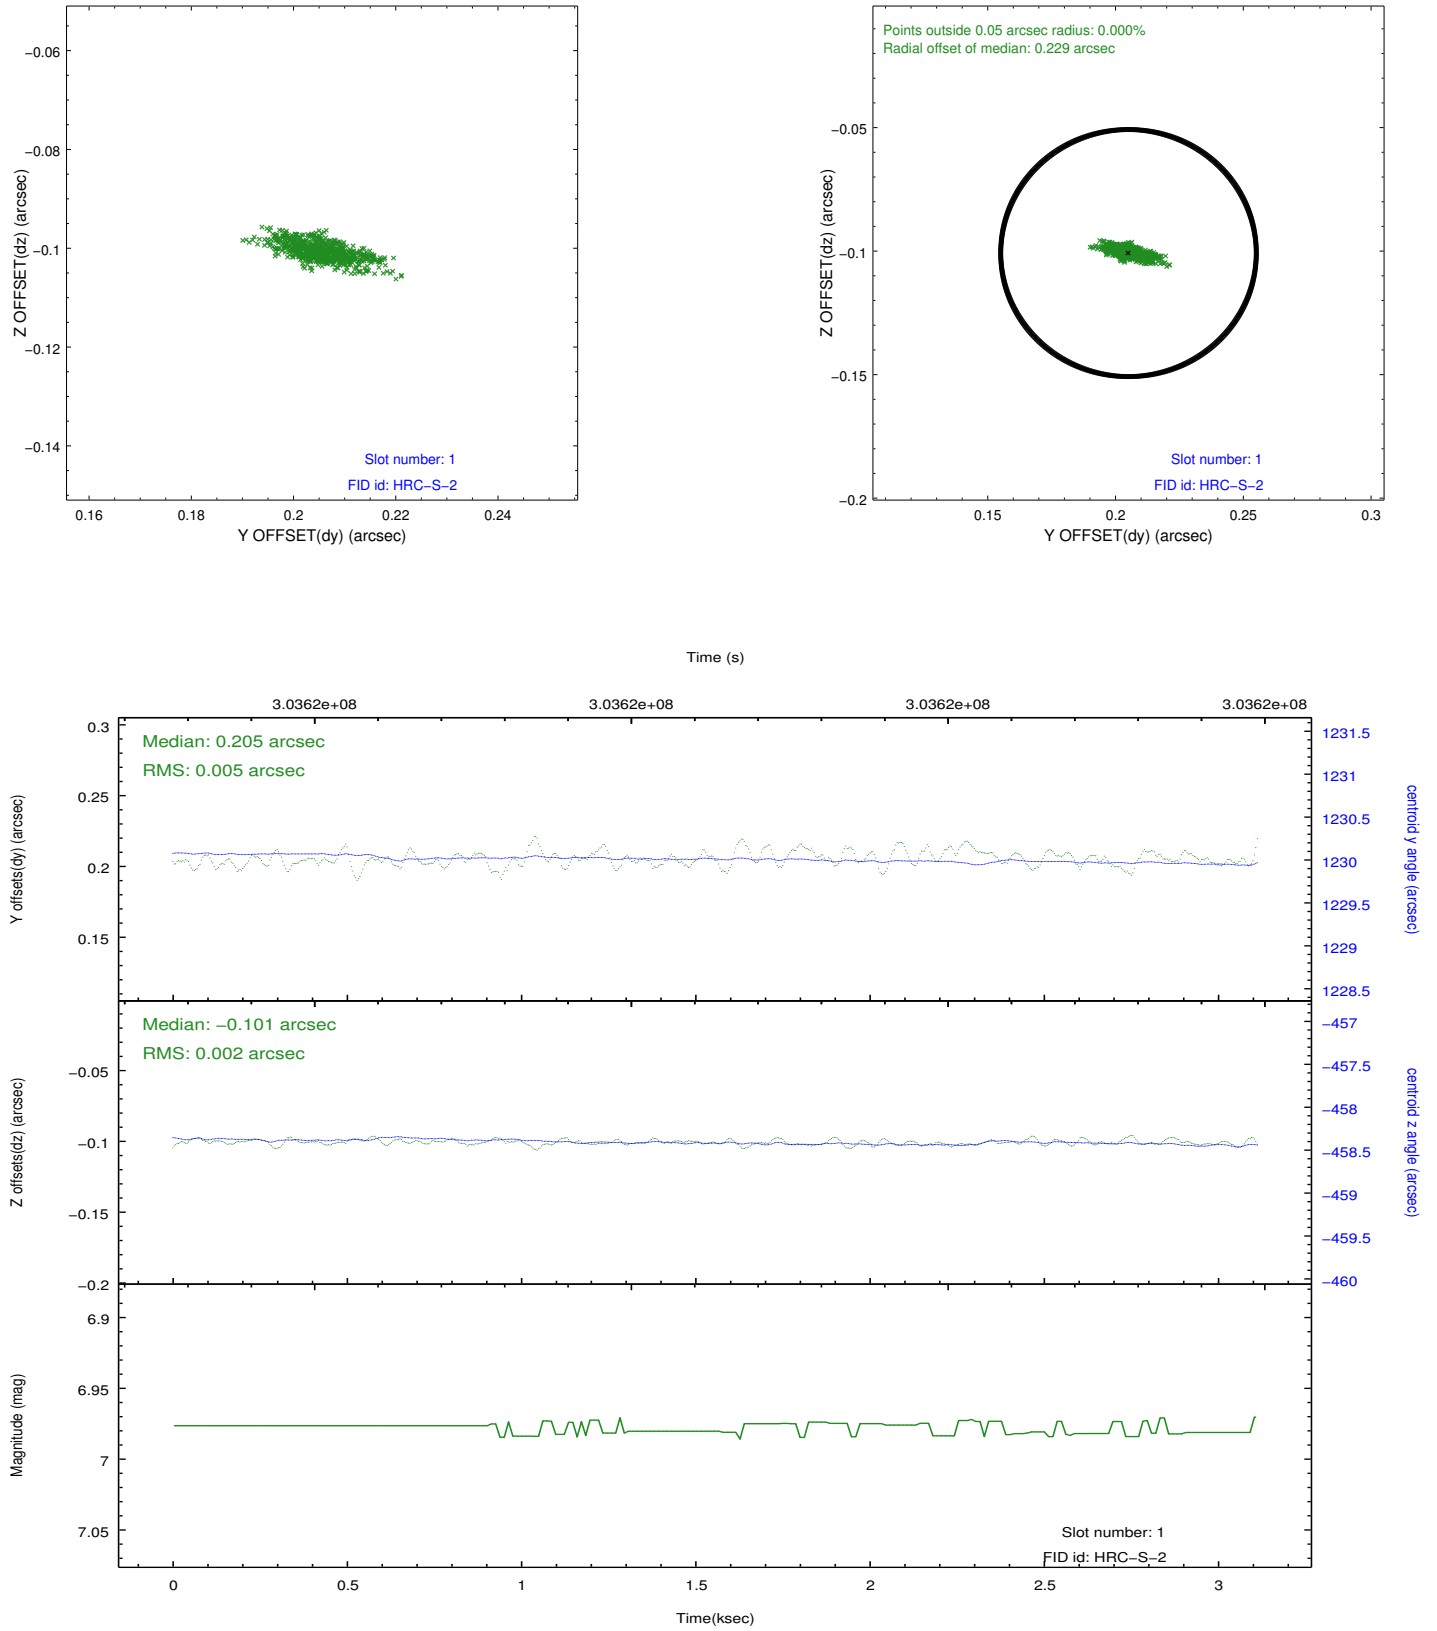 −0.06
−0.08
−0.1
−0.12
−0.14
Z OFFSET(dz) (arcsec)
Slot number: 1
FID id: HRC−S−2
0.16 0.18 0.2 0.22 0.24
Y OFFSET(dy) (arcsec)
Points outside 0.05 arcsec radius: 0.000%
Radial offset of median: 0.229 arcsec
−0.05
−0.1
−0.15
−0.2
Z OFFSET(dz) (arcsec)
Slot number: 1
FID id: HRC−S−2
0.15 0.2 0.25 0.3
Y OFFSET(dy) (arcsec)
Time (s)
3.0362e+08 3.0362e+08 3.0362e+08 3.0362e+08
Median: 0.205 arcsec
RMS: 0.005 arcsec
0.3
0.25
0.2
0.15
Y offsets(dy) (arcsec)
1231.5
1231
1230.5
1230
1229.5
1229
1228.5
centroid y angle (arcsec)
Median: −0.101 arcsec
RMS: 0.002 arcsec
−0.05
−0.1
−0.15
−0.2
Z offsets(dz) (arcsec)
−457
−457.5
−458
−458.5
−459
−459.5
−460
centroid z angle (arcsec)
6.9
6.95
7
7.05
Magnitude (mag)
Slot number: 1
FID id: HRC−S−2
0 0.5 1 1.5 2 2.5 3
Time(ksec)